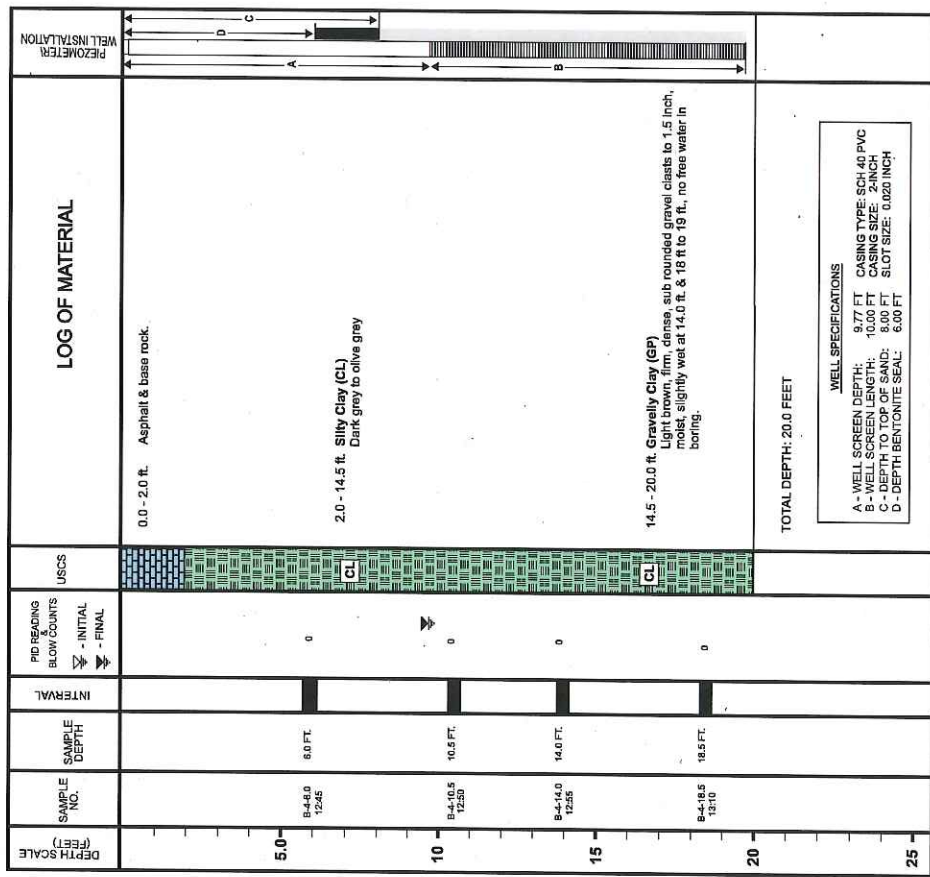 DEPTH SCALE
(FEET)
SAMPLE
NO.
SAMPLE
DEPTH
INTERVAL
PID READING
&
BLOW COUNTS
- INITIAL
- FINAL
USCS
LOG OF MATERIAL
PIEZOMETER/
WELL INSTALLATION
0.0 - 2.0 ft. Asphalt & base rock.
5.0
B-4-6.0
12:45
6.0 FT.
0
CL
2.0 - 14.5 ft. Silty Clay (CL)
Dark grey to olive grey
10
B-4-10.5
12:50
10.5 FT.
0
B-4-14.0
12:55
14.0 FT.
0
15
CL
14.5 - 20.0 ft. Gravelly Clay (GP)
Light brown, firm, dense, sub rounded gravel clasts to 1.5 inch,
moist, slightly wet at 14.0 ft. & 18 ft to 19 ft., no free water in
boring.
B-4-18.5
13:10
18.5 FT.
0
20
25
A
B
C
D
TOTAL DEPTH: 20.0 FEET
WELL SPECIFICATIONS
A - WELL SCREEN DEPTH: 9.77 FT CASING TYPE: SCH 40 PVC
B - WELL SCREEN LENGTH: 10.00 FT CASING SIZE: 2-INCH
C - DEPTH TO TOP OF SAND: 8.00 FT SLOT SIZE: 0.020 INCH
D - DEPTH BENTONITE SEAL: 6.00 FT